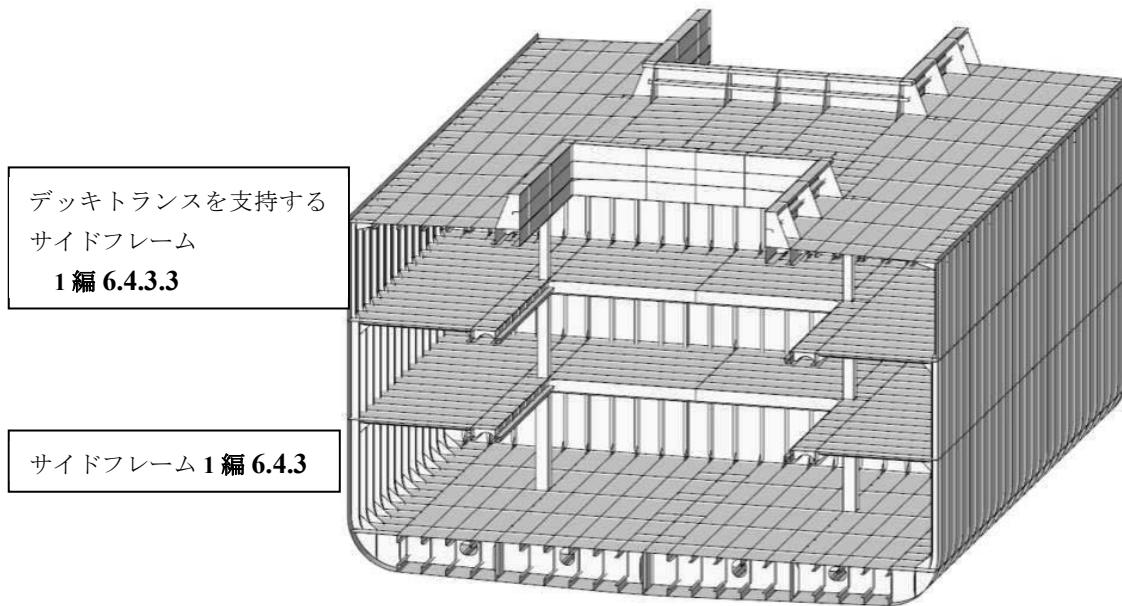 デッキトランスを支持する
サイドフレーム
1 編 6.4.3.3
サイドフレーム 1 編 6.4.3